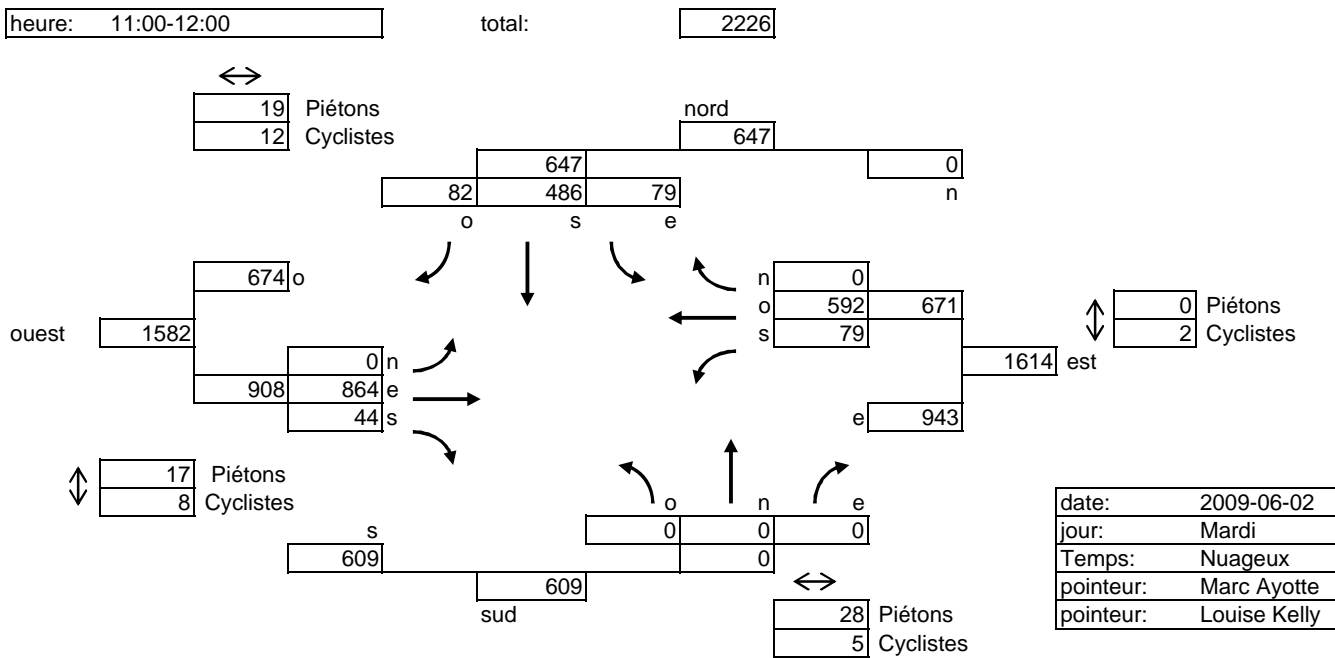 heure: 11:00-12:00 total: 2226
19 Piétons
nord
12 Cyclistes 647
647 0
82 486 79 n
o s e
674 o n 0
o 592 671 0 Piétons
ouest 1582 s 79 2 Cyclistes
0 n 1614 est
908 864 e
44 s e 943
17 Piétons
8 Cyclistes o n e date: 2009-06-02
s 0 0 0 jour: Mardi
609 0 Temps: Nuageux
609 pointeur: Marc Ayotte
sud 28 Piétons pointeur: Louise Kelly
5 Cyclistes